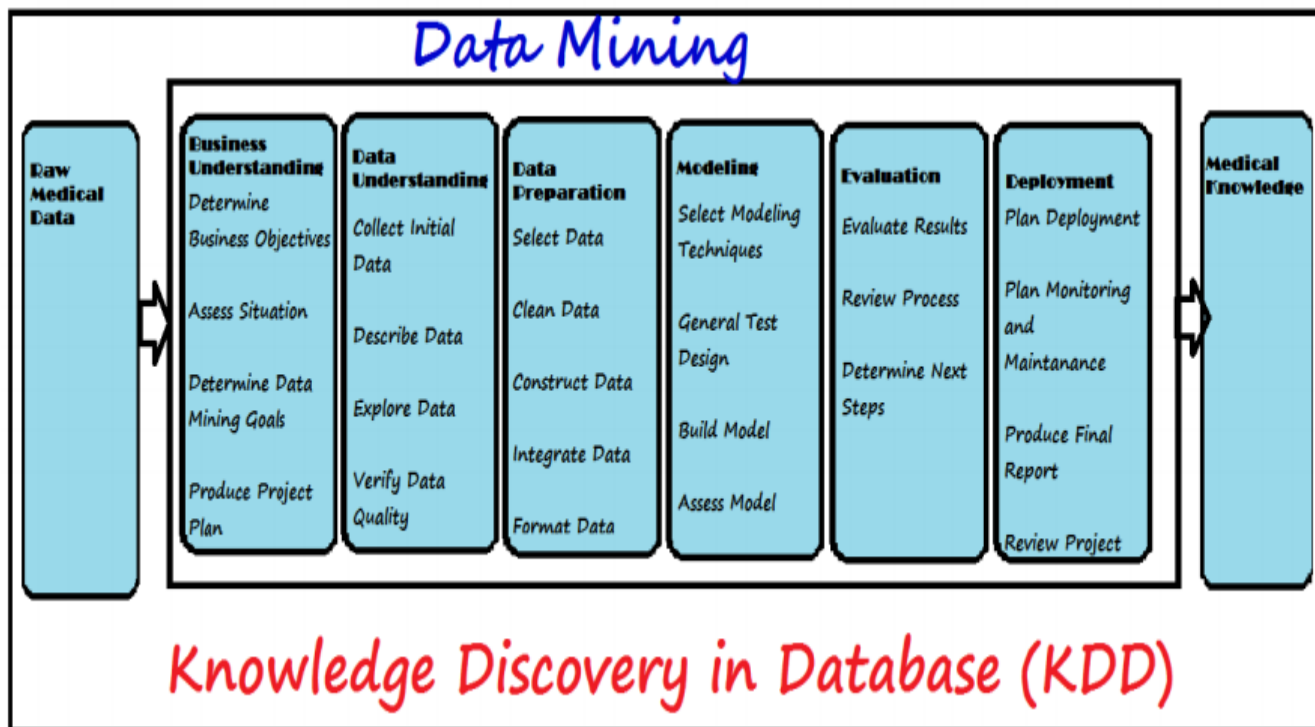 Data Mining
Raw
Medical
Data
Business
Understanding
Determine
Business Objectives
Assess Situation
Determine Data
Mining Goals
Produce Project
Plan
Data
Understanding
Collect Initial
Data
Describe Data
Explore Data
Verify Data
Quality
Data
Preparation
Select Data
Clean Data
Construct Data
Integrate Data
Format Data
Modeling
Select Modeling
Techniques
General Test
Design
Build Model
Assess Model
Evaluation
Evaluate Results
Review Process
Determine Next
Steps
Deployment
Plan Deployment
Plan Monitoring
and
Maintanance
Produce Final
Report
Review Project
Medical
Knowledge
Knowledge Discovery in Database (KDD)